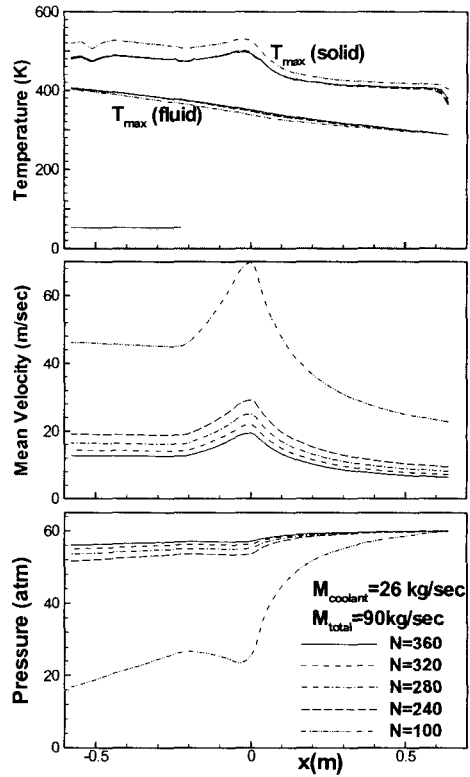 600
T_max (solid)
400
T_max (fluid)
200
0
Temperature (K)
60
40
20
0
Mean Velocity (m/sec)
80
60
40
20
0
Pressure (atm)
M_coolant=26 kg/sec
M_total=90kg/sec
N=360
N=320
N=280
N=240
N=100
-0.5
0
0.5
x(m)